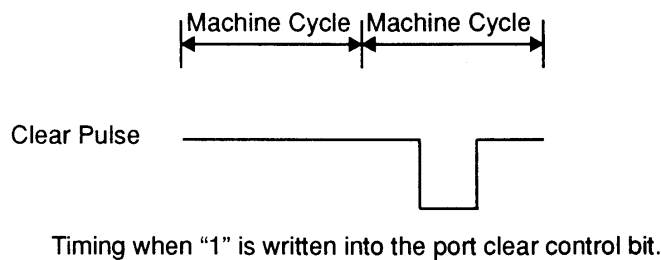 Machine Cycle Machine Cycle
Clear Pulse
Timing when “1” is written into the port clear control bit.